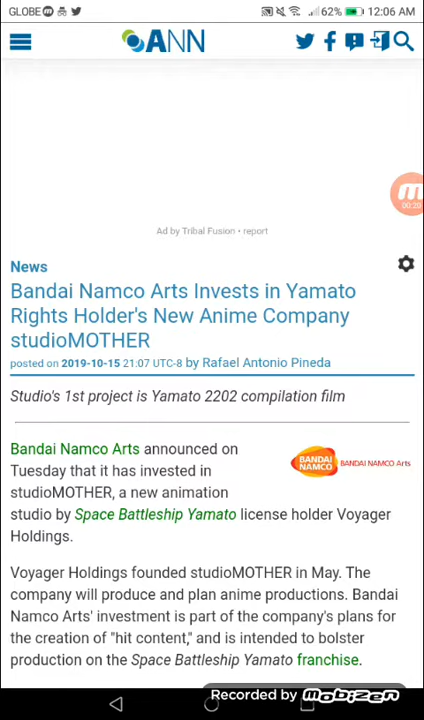 GLOBE 62% 12:06 AM
ANN
00:20
Ad by Tribal Fusion • report
News
Bandai Namco Arts Invests in Yamato
Rights Holder's New Anime Company
studioMOTHER
posted on 2019-10-15 21:07 UTC-8 by Rafael Antonio Pineda
Studio's 1st project is Yamato 2202 compilation film
Bandai Namco Arts announced on
Tuesday that it has invested in
studioMOTHER, a new animation
studio by Space Battleship Yamato license holder Voyager
Holdings.
BANDAI NAMCO BANDAI NAMCO Arts
Voyager Holdings founded studioMOTHER in May. The
company will produce and plan anime productions. Bandai
Namco Arts' investment is part of the company's plans for
the creation of "hit content," and is intended to bolster
production on the Space Battleship Yamato franchise.
Recorded by mobizen